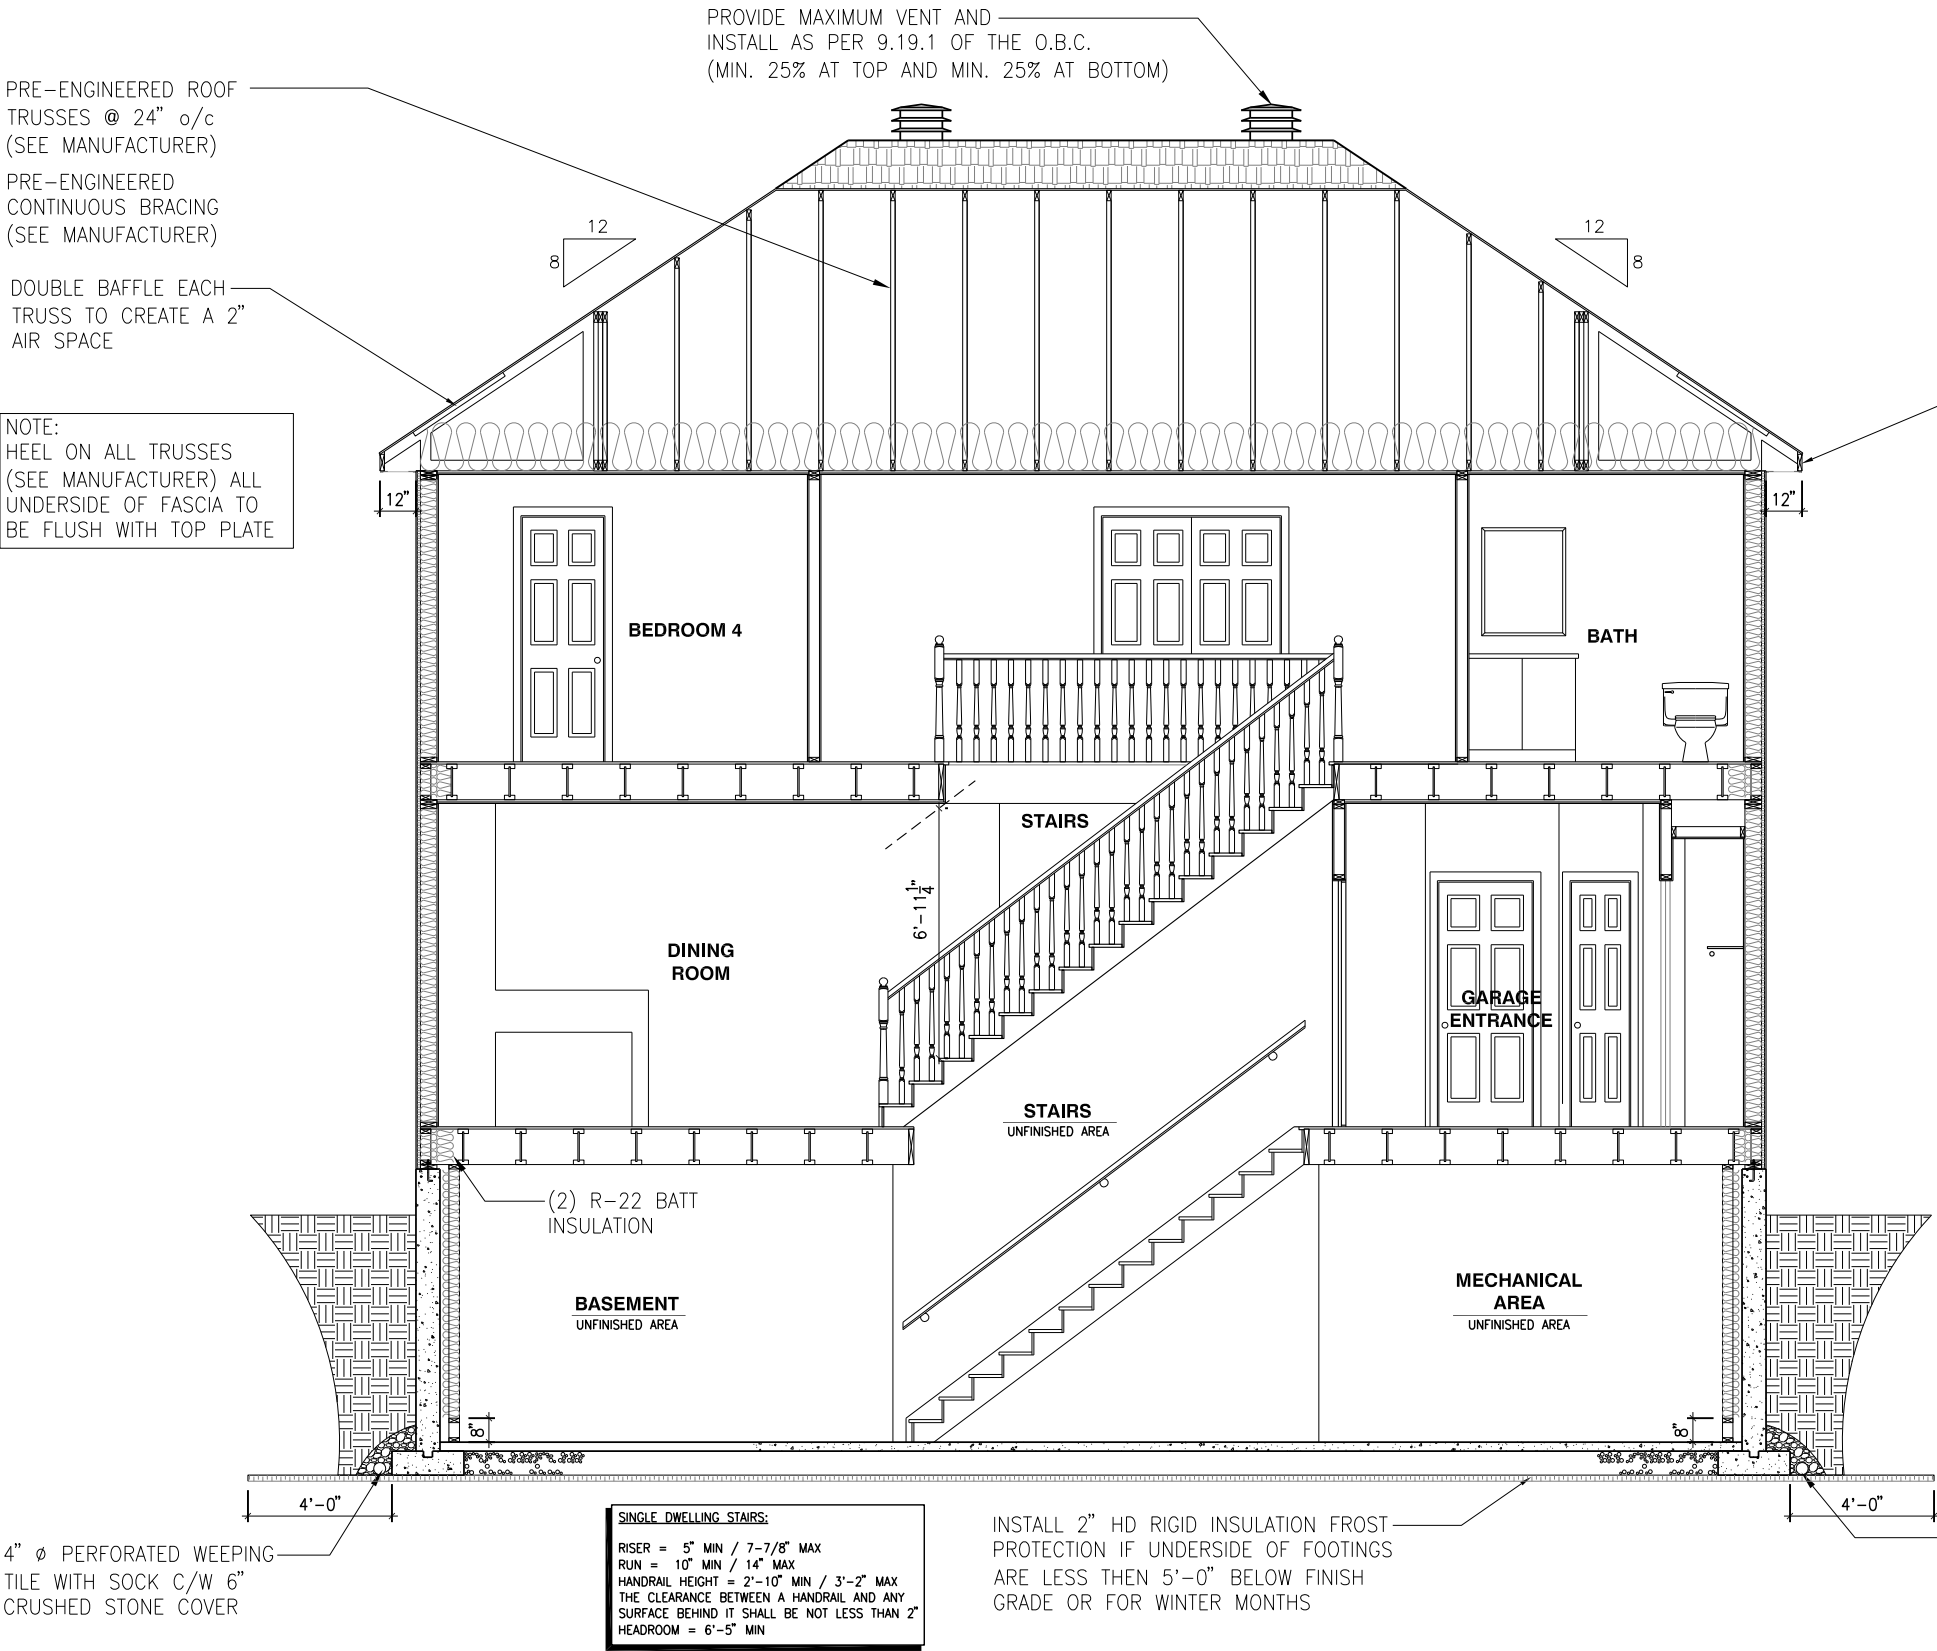 PROVIDE MAXIMUM VENT AND
INSTALL AS PER 9.19.1 OF THE O.B.C.
(MIN. 25% AT TOP AND MIN. 25% AT BOTTOM)
PRE-ENGINEERED ROOF
TRUSSES @ 24" o/c
(SEE MANUFACTURER)
PRE-ENGINEERED
CONTINUOUS BRACING
(SEE MANUFACTURER)
12
8
12
8
DOUBLE BAFFLE EACH
TRUSS TO CREATE A 2"
AIR SPACE
NOTE:
HEEL ON ALL TRUSSES
(SEE MANUFACTURER) ALL
UNDERSIDE OF FASCIA TO
BE FLUSH WITH TOP PLATE
12"
12"
BEDROOM 4
BATH
STAIRS
6'-11 1/4"
DINING
ROOM
GARAGE
ENTRANCE
STAIRS
UNFINISHED AREA
(2) R-22 BATT
INSULATION
BASEMENT
UNFINISHED AREA
MECHANICAL
AREA
UNFINISHED AREA
8"
8"
4'-0"
4'-0"
4" ø PERFORATED WEEPING
TILE WITH SOCK C/W 6"
CRUSHED STONE COVER
SINGLE DWELLING STAIRS:
RISER = 5" MIN / 7-7/8" MAX
RUN = 10" MIN / 14" MAX
HANDRAIL HEIGHT = 2'-10" MIN / 3'-2" MAX
THE CLEARANCE BETWEEN A HANDRAIL AND ANY
SURFACE BEHIND IT SHALL BE NOT LESS THAN 2"
HEADROOM = 6'-5" MIN
INSTALL 2" HD RIGID INSULATION FROST
PROTECTION IF UNDERSIDE OF FOOTINGS
ARE LESS THEN 5'-0" BELOW FINISH
GRADE OR FOR WINTER MONTHS